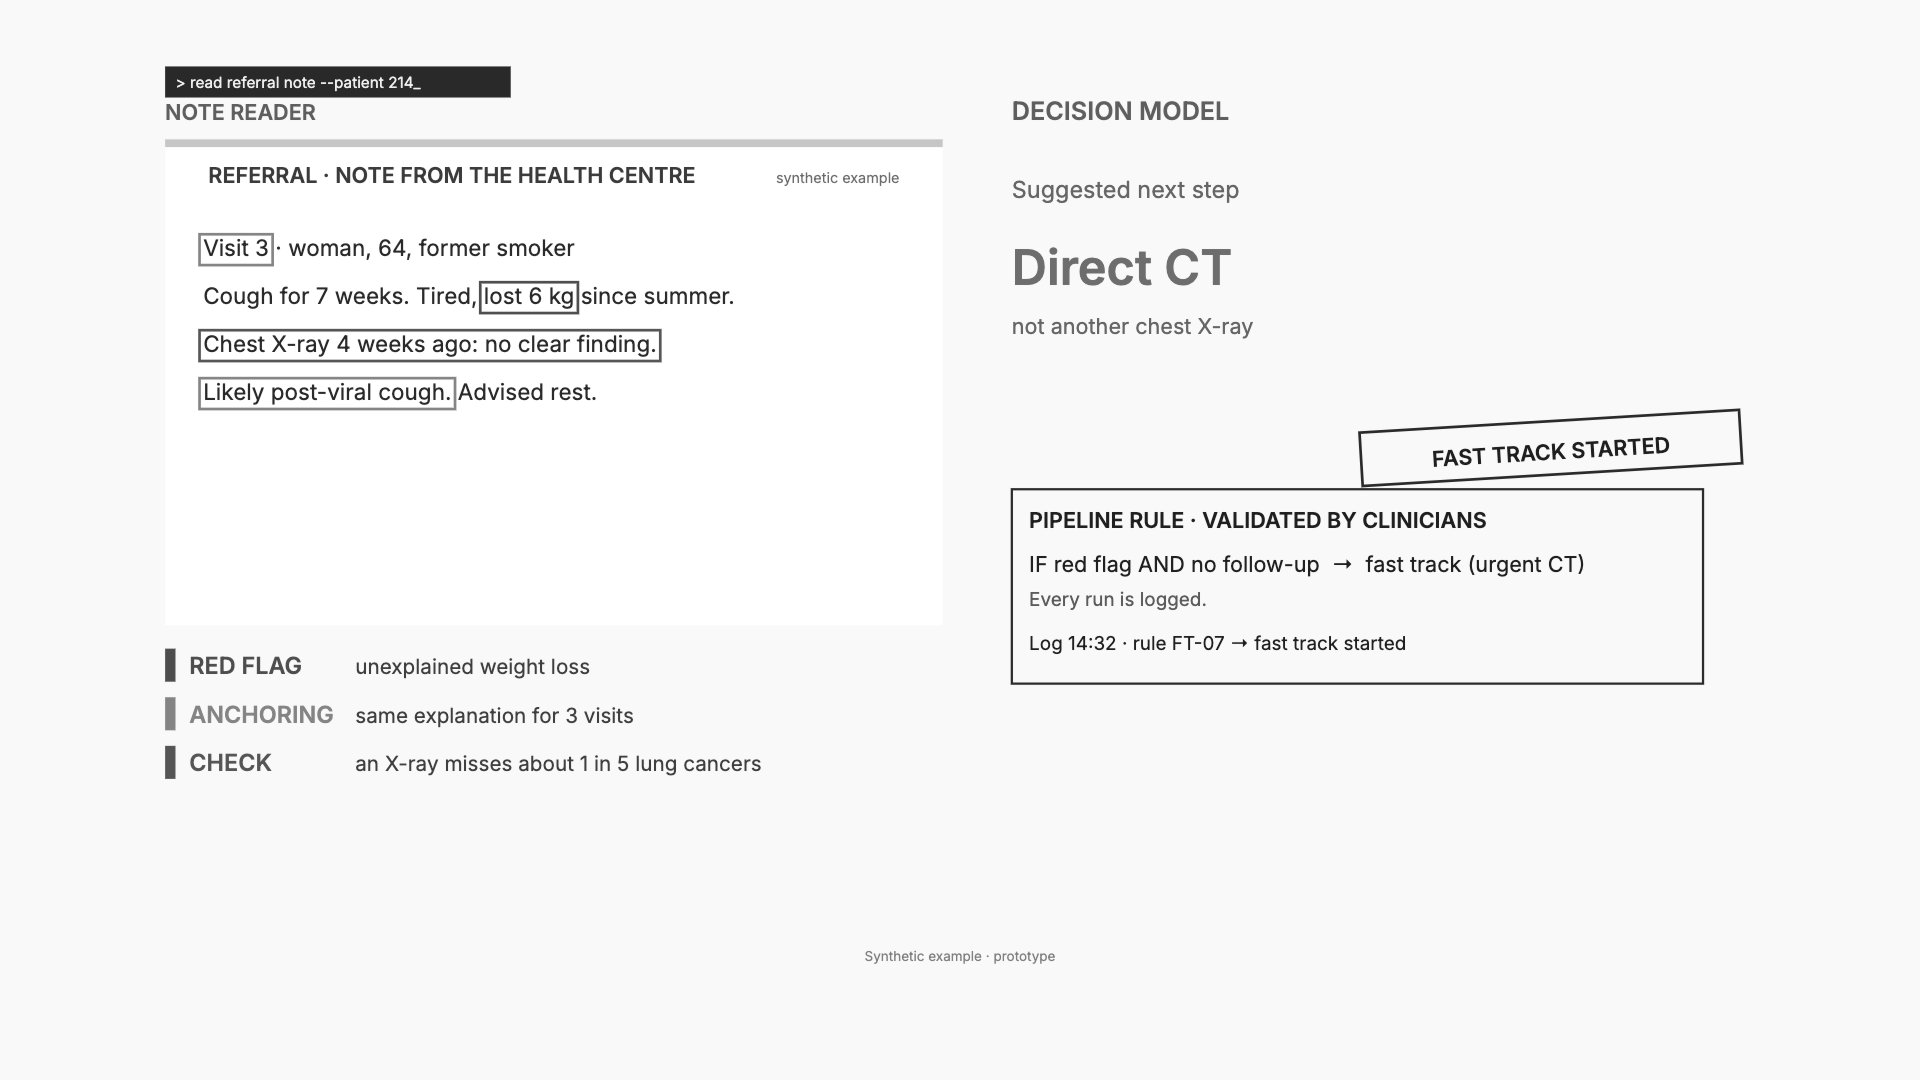 > read referral note --patient 214_
NOTE READER
REFERRAL · NOTE FROM THE HEALTH CENTRE
synthetic example
Visit 3 · woman, 64, former smoker
Cough for 7 weeks. Tired, lost 6 kg since summer.
Chest X-ray 4 weeks ago: no clear finding.
Likely post-viral cough. Advised rest.
RED FLAG unexplained weight loss
ANCHORING same explanation for 3 visits
CHECK an X-ray misses about 1 in 5 lung cancers
DECISION MODEL
Suggested next step
Direct CT
not another chest X-ray
FAST TRACK STARTED
PIPELINE RULE · VALIDATED BY CLINICIANS
IF red flag AND no follow-up → fast track (urgent CT)
Every run is logged.
Log 14:32 · rule FT-07 → fast track started
Synthetic example · prototype